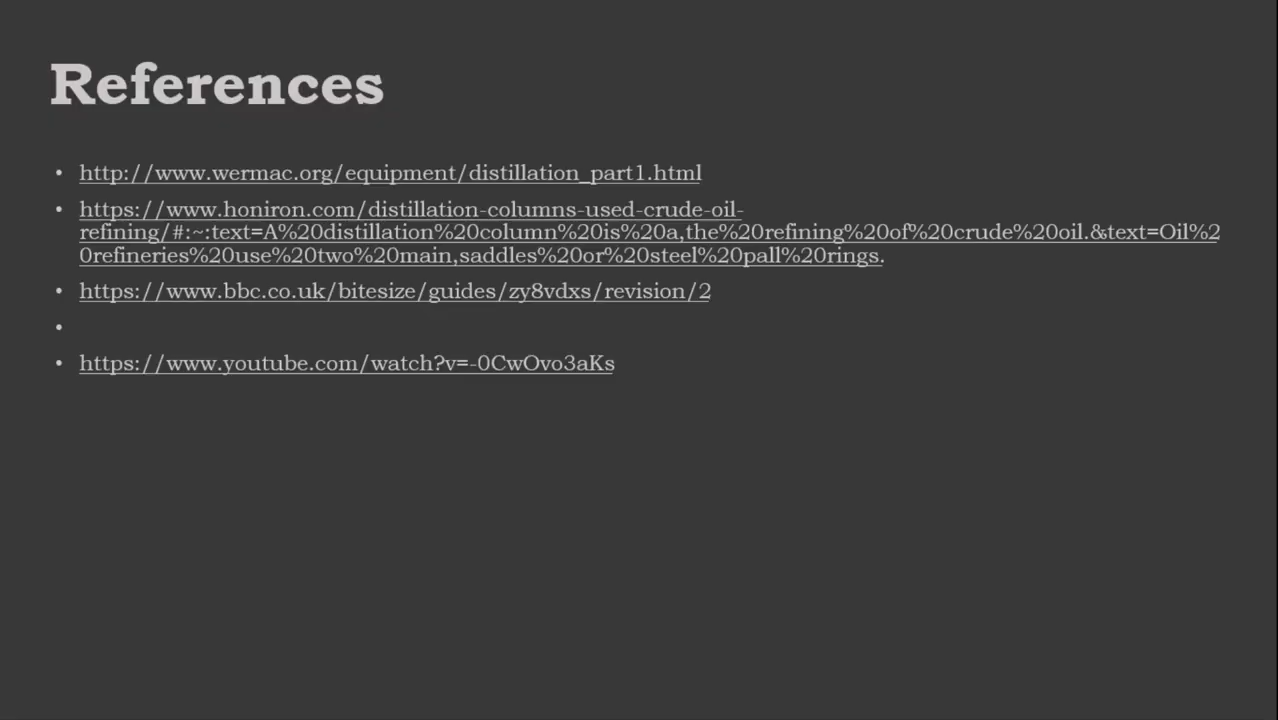 References
• http://www.wermac.org/equipment/distillation_part1.html
• https://www.honiron.com/distillation-columns-used-crude-oil-
refining/#:~:text=A%20distillation%20column%20is%20a,the%20refining%20of%20crude%20oil.&text=Oil%2
0refineries%20use%20two%20main,saddles%20or%20steel%20pall%20rings.
• https://www.bbc.co.uk/bitesize/guides/zy8vdxs/revision/2
•
• https://www.youtube.com/watch?v=-0CwOvo3aKs